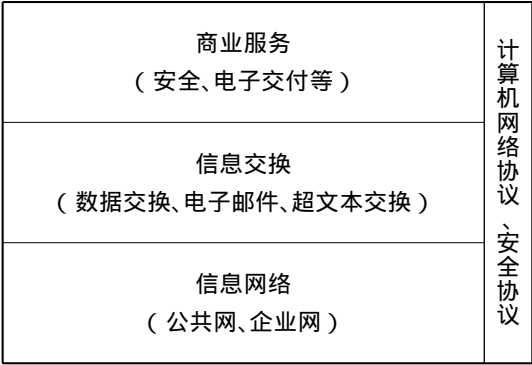 商业服务
(安全、电子交付等)
信息交换
(数据交换、电子邮件、超文本交换)
信息网络
(公共网、企业网)
计算机网络协议、安全协议